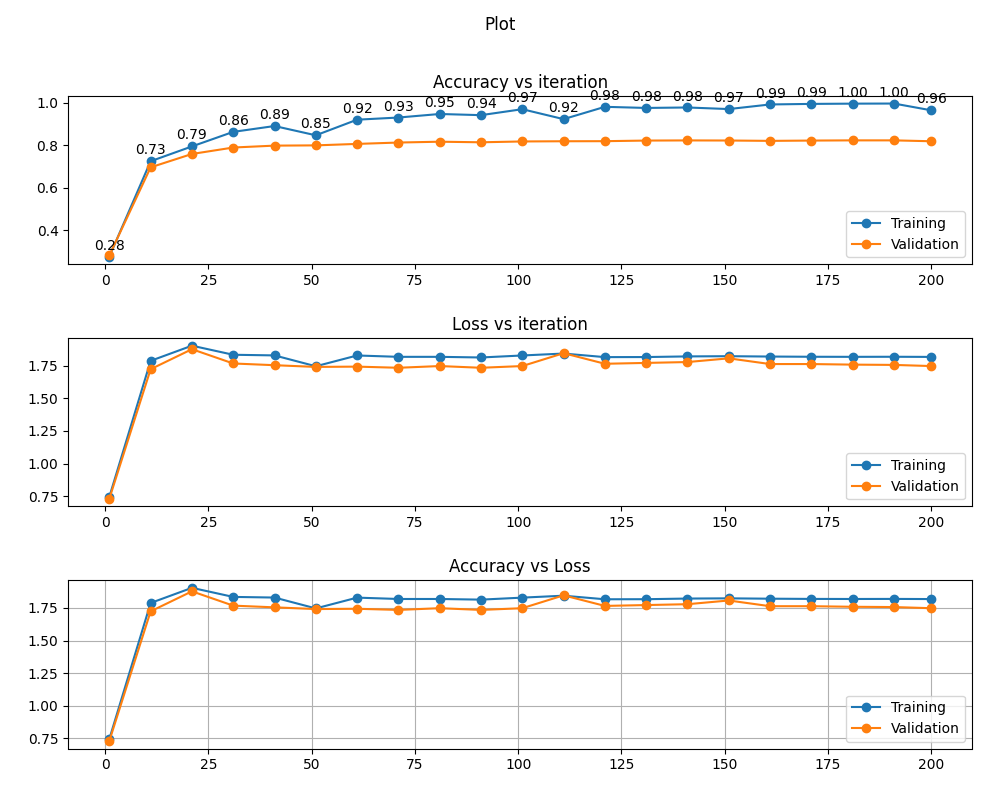 Plot
Accuracy vs iteration
1.0
0.8
0.6
0.4
0.28
0.73
0.79
0.86
0.89
0.85
0.92
0.93
0.95
0.94
0.97
0.92
0.98
0.98
0.98
0.97
0.99
0.99
1.00
1.00
0.96
Training
Validation
0 25 50 75 100 125 150 175 200
Loss vs iteration
1.75
1.50
1.25
1.00
0.75
Training
Validation
0 25 50 75 100 125 150 175 200
Accuracy vs Loss
1.75
1.50
1.25
1.00
0.75
Training
Validation
0 25 50 75 100 125 150 175 200